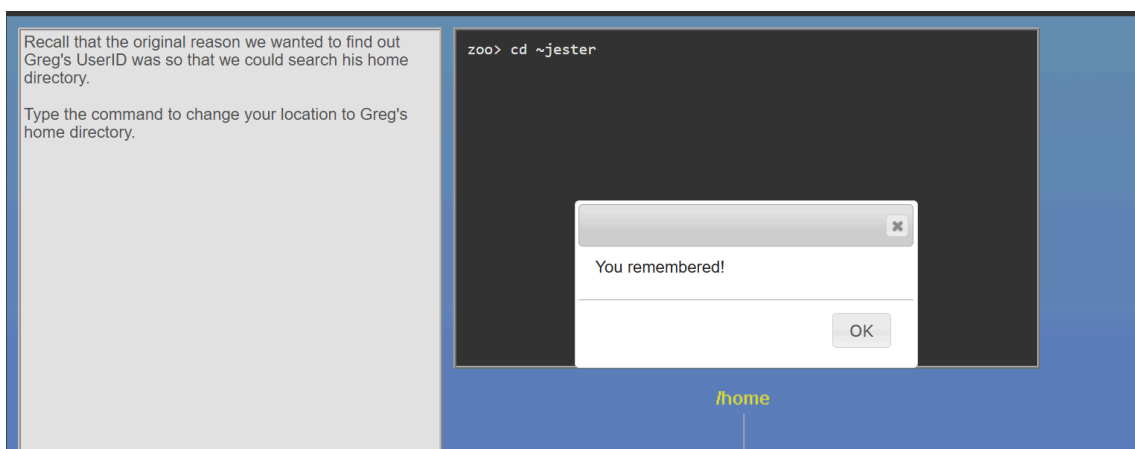 Recall that the original reason we wanted to find out
Greg's UserID was so that we could search his home
directory.
Type the command to change your location to Greg's
home directory.
zoo> cd ~jester
You remembered!
OK
/home